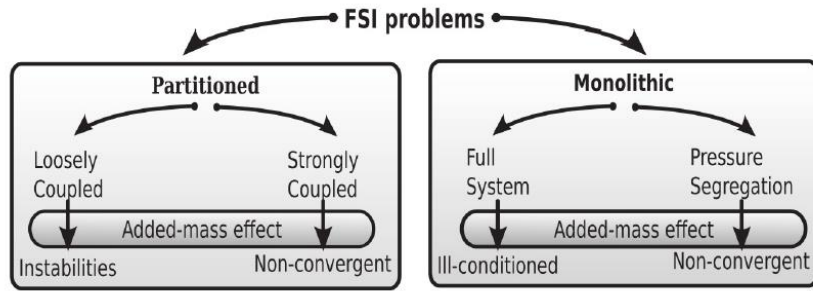 FSI problems
Partitioned
Loosely
Coupled
Strongly
Coupled
Added-mass effect
Instabilities
Non-convergent
Monolithic
Full
System
Pressure
Segregation
Added-mass effect
Ill-conditioned
Non-convergent